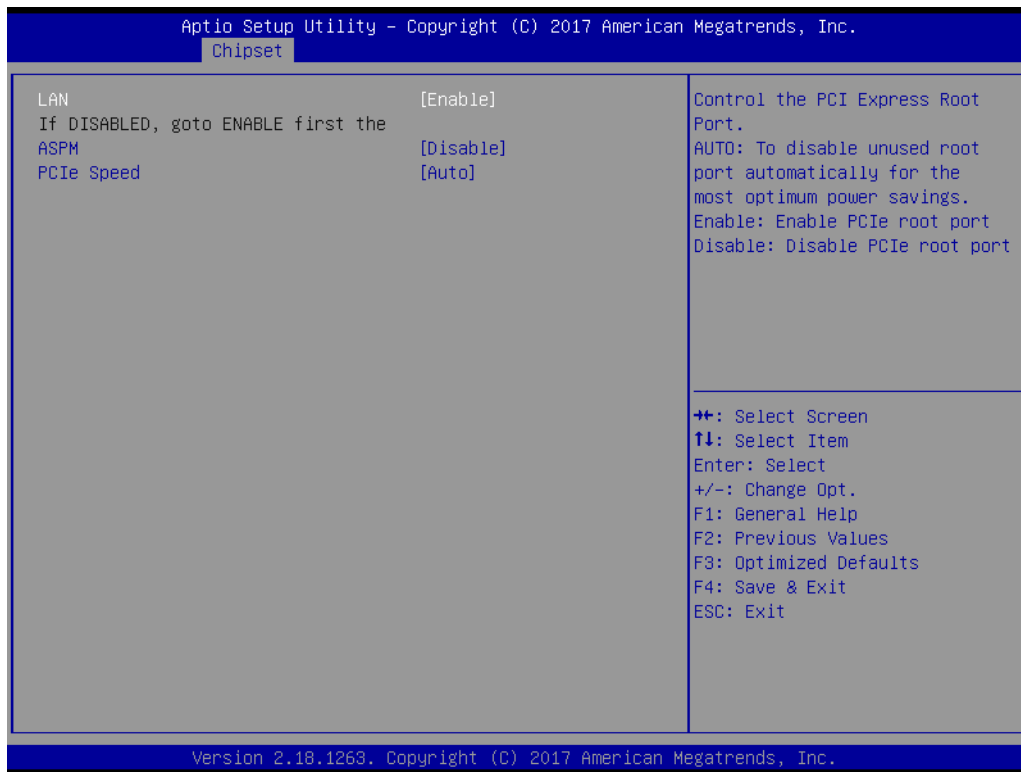 Aptio Setup Utility – Copyright (C) 2017 American Megatrends, Inc.
Chipset
LAN [Enable]
If DISABLED, goto ENABLE first the
ASPM [Disable]
PCIe Speed [Auto]
Control the PCI Express Root
Port.
AUTO: To disable unused root
port automatically for the
most optimum power savings.
Enable: Enable PCIe root port
Disable: Disable PCIe root port
→←: Select Screen
↑↓: Select Item
Enter: Select
+/-: Change Opt.
F1: General Help
F2: Previous Values
F3: Optimized Defaults
F4: Save & Exit
ESC: Exit
Version 2.18.1263. Copyright (C) 2017 American Megatrends, Inc.